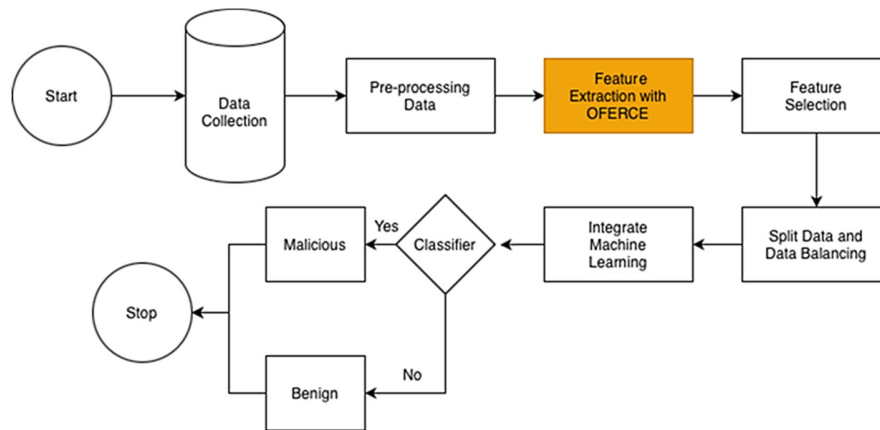 Start
Data
Collection
Pre-processing
Data
Feature
Extraction with
OFERCE
Feature
Selection
Split Data and
Data Balancing
Integrate
Machine
Learning
Classifier
Yes
Malicious
No
Benign
Stop